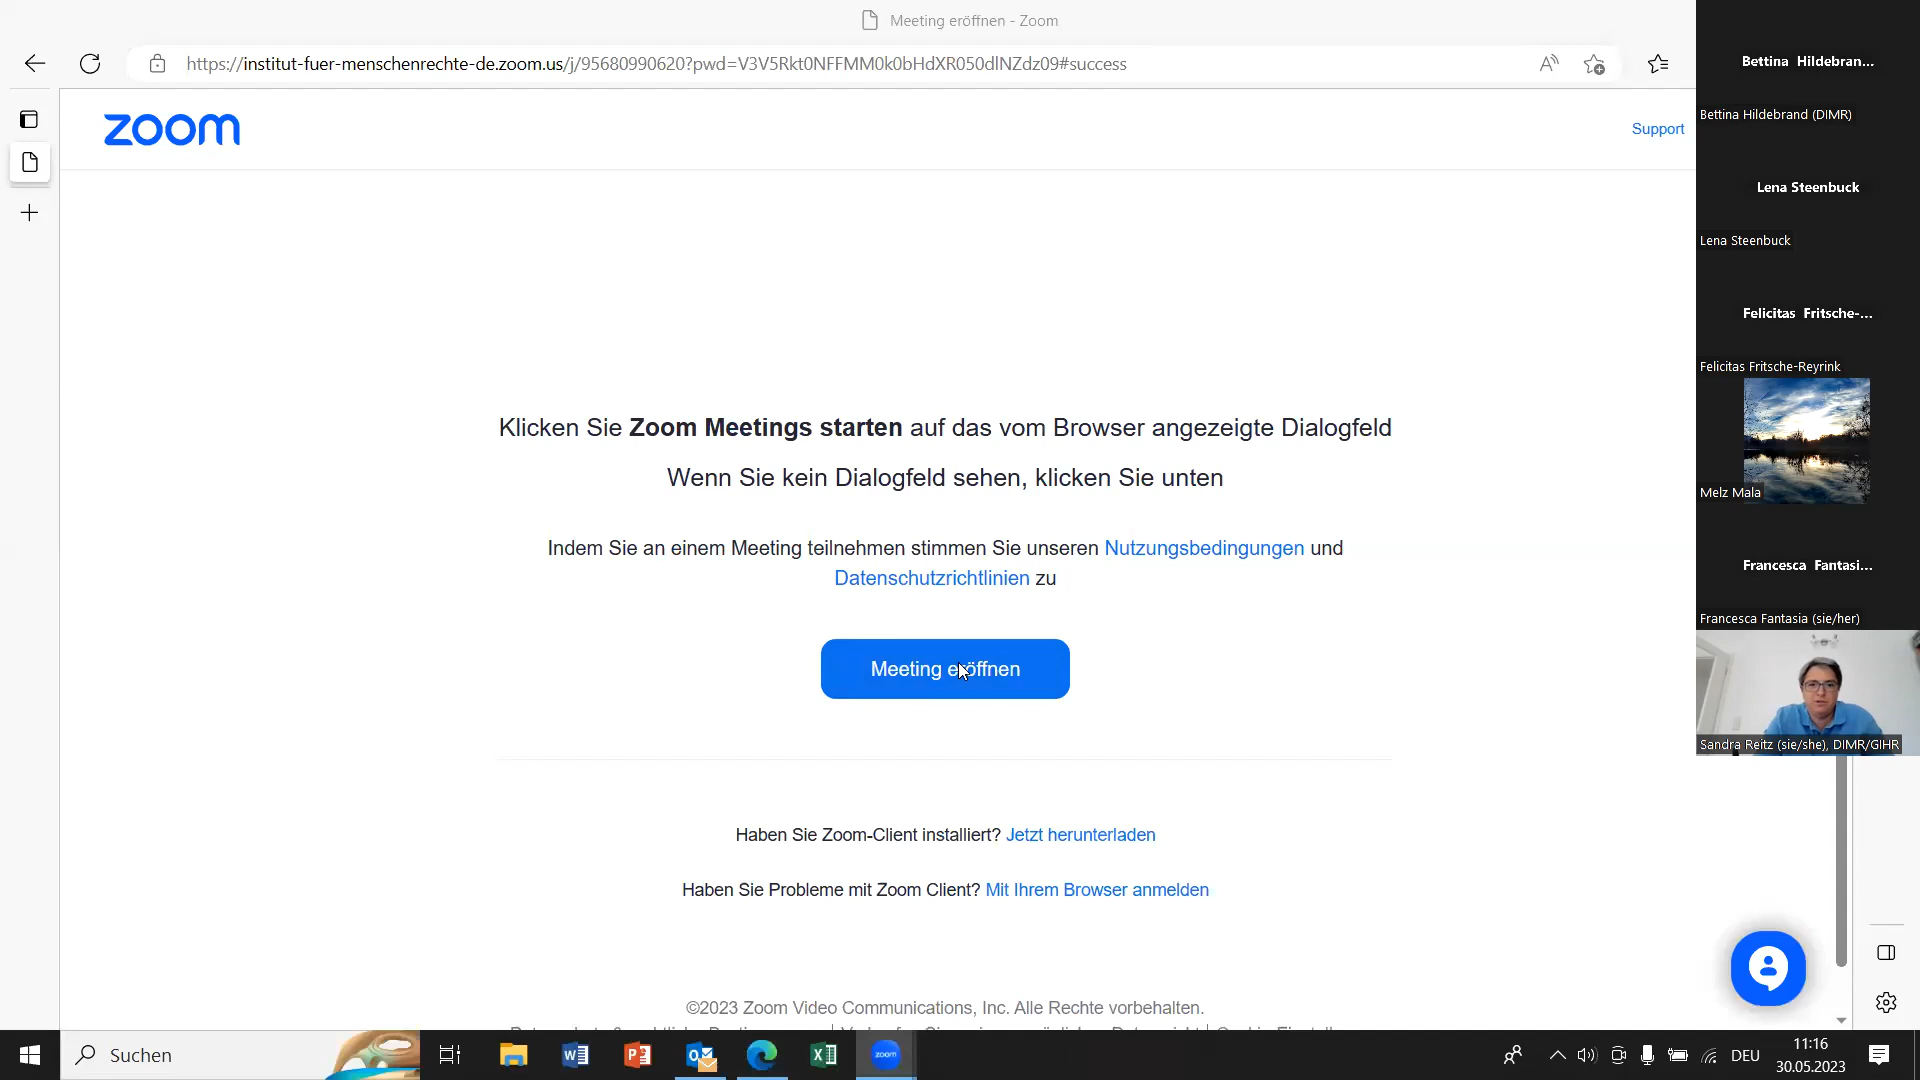 Meeting eröffnen - Zoom
https://institut-fuer-menschenrechte-de.zoom.us/j/95680990620?pwd=V3V5Rkt0NFFMM0k0bHdXR050dlNZdz09#success
zoom
Support
Klicken Sie Zoom Meetings starten auf das vom Browser angezeigte Dialogfeld
Wenn Sie kein Dialogfeld sehen, klicken Sie unten
Indem Sie an einem Meeting teilnehmen stimmen Sie unseren Nutzungsbedingungen und
Datenschutzrichtlinien zu
Meeting eröffnen
Haben Sie Zoom-Client installiert? Jetzt herunterladen
Haben Sie Probleme mit Zoom Client? Mit Ihrem Browser anmelden
©2023 Zoom Video Communications, Inc. Alle Rechte vorbehalten.
Bettina Hildebran...
Bettina Hildebrand (DIMR)
Lena Steenbuck
Lena Steenbuck
Felicitas Fritsche-...
Felicitas Fritsche-Reyrink
Melz Mala
Francesca Fantasi...
Francesca Fantasia (sie/her)
Sandra Reitz (sie/she), DIMR/GIHR
Suchen
zoom
DEU
11:16
30.05.2023